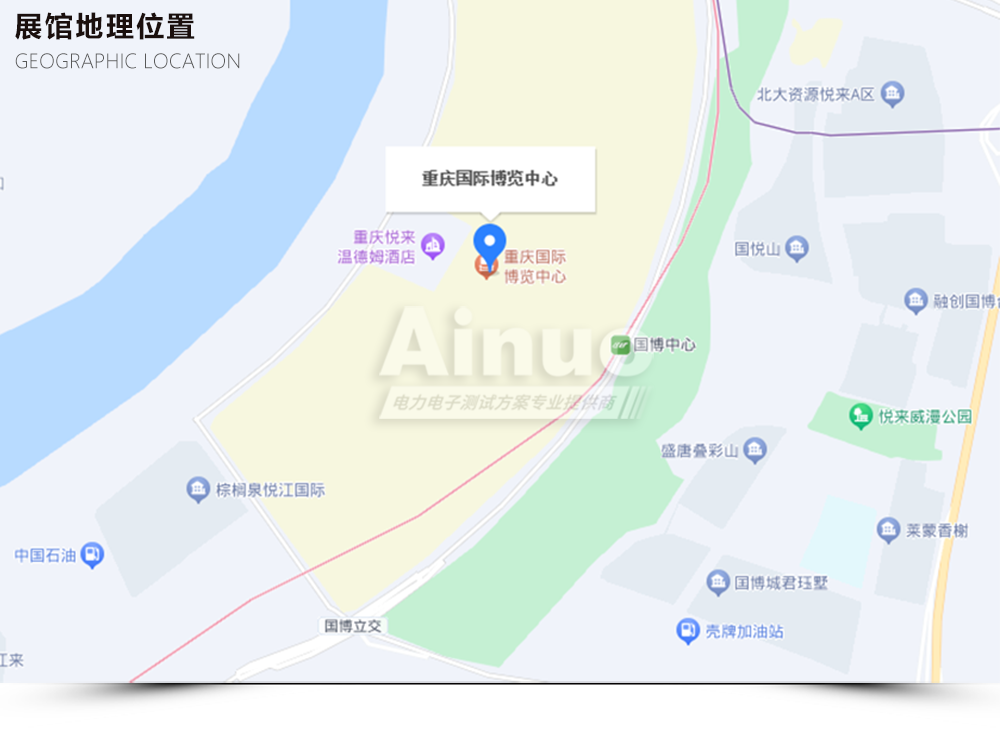 展馆地理位置
GEOGRAPHIC LOCATION
北大资源悦来A区
重庆国际博览中心
重庆悦来
温德姆酒店
重庆国际
博览中心
国悦山
融创国博
Ainuo
国博中心
电力电子测试方案专业提供商
悦来威漫公园
盛唐叠彩山
棕榈泉悦江国际
莱蒙香榭
中国石油
国博城君珏墅
国博立交
壳牌加油站
江来